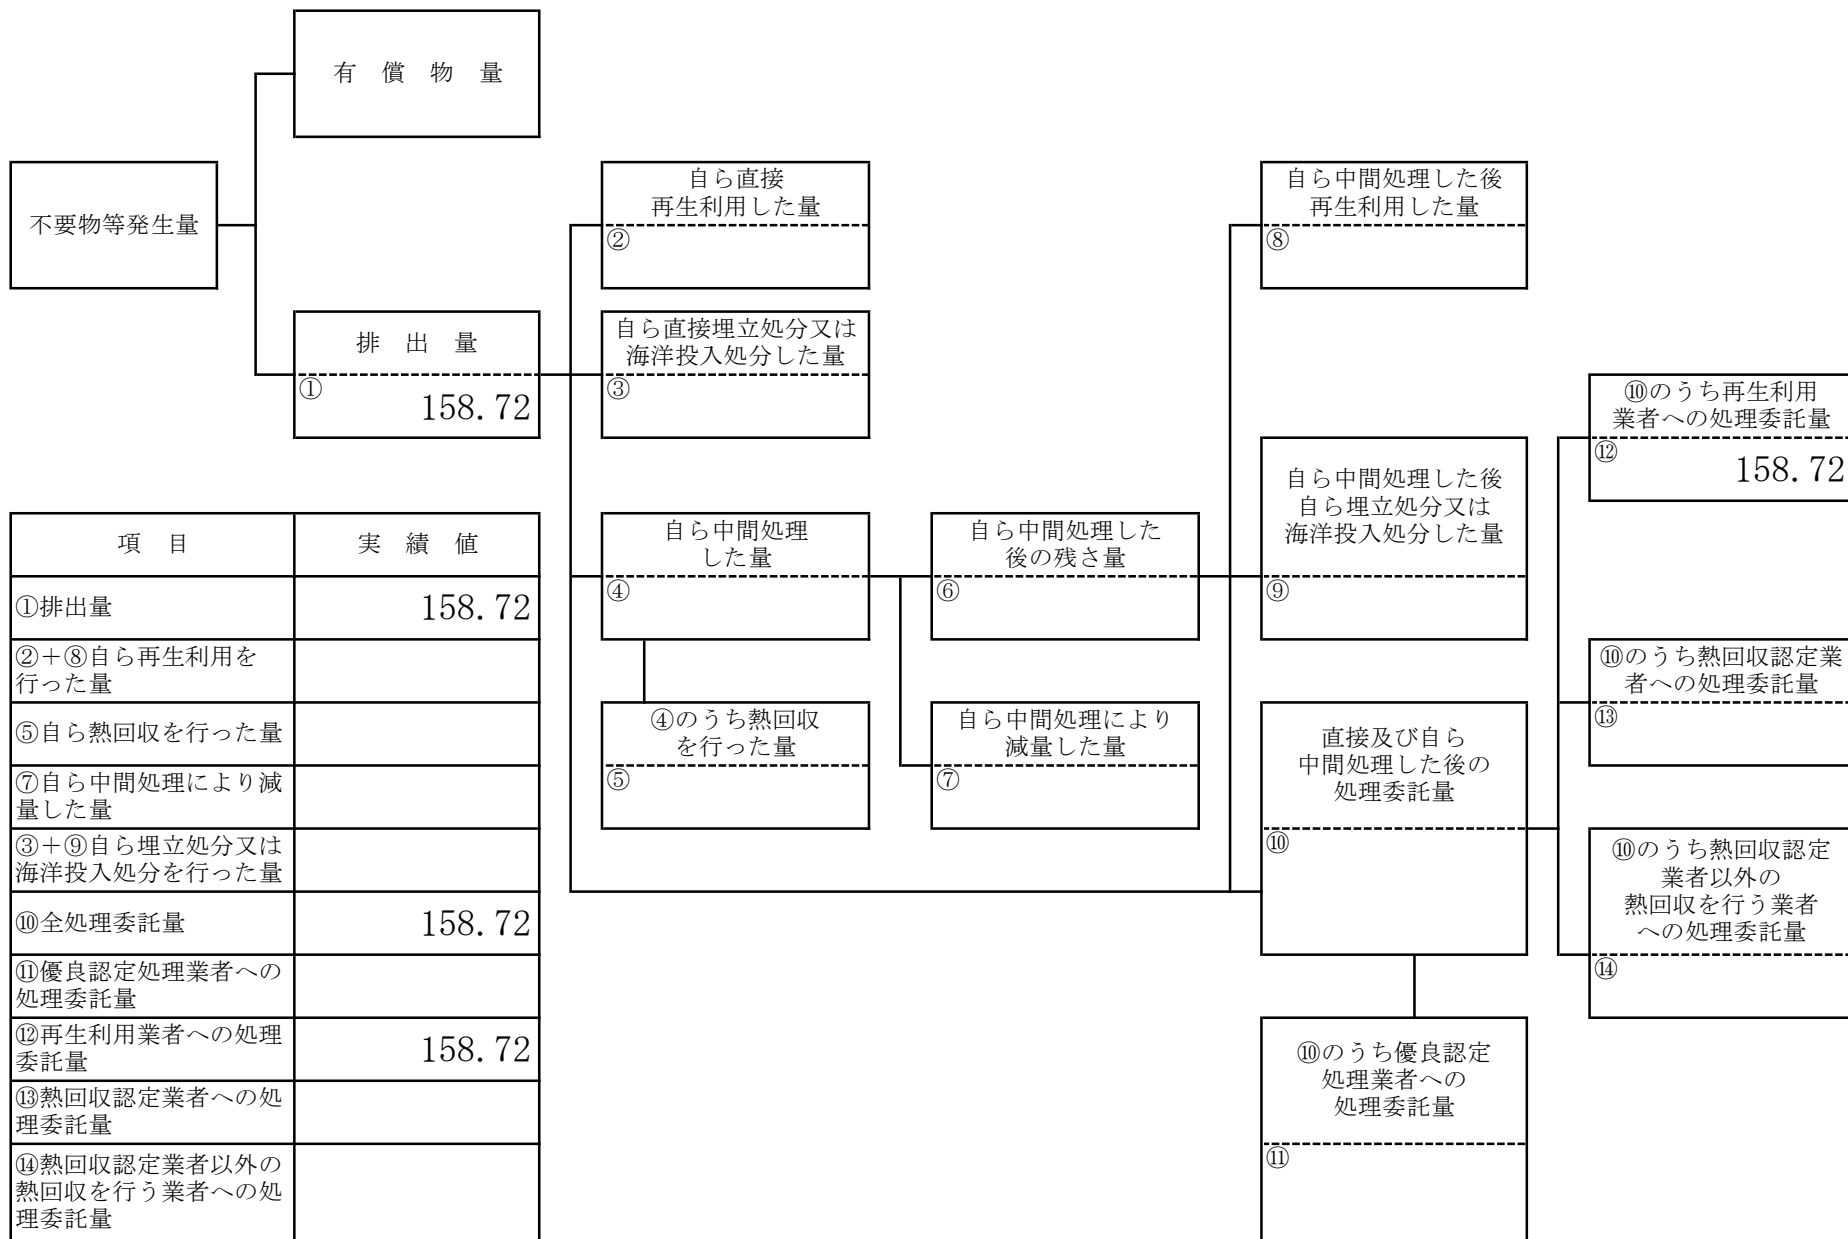 有 償 物 量
不要物等発生量
排 出 量
①
158.72
自ら直接
再生利用した量
②
自ら直接埋立処分又は
海洋投入処分した量
③
自ら中間処理
した量
④
④のうち熱回収
を行った量
⑤
自ら中間処理した
後の残さ量
⑥
自ら中間処理により
減量した量
⑦
自ら中間処理した後
再生利用した量
⑧
自ら中間処理した後
自ら埋立処分又は
海洋投入処分した量
⑨
直接及び自ら
中間処理した後の
処理委託量
⑩
⑩のうち優良認定
処理業者への
処理委託量
⑪
⑩のうち再生利用
業者への処理委託量
⑫
158.72
⑩のうち熱回収認定業
者への処理委託量
⑬
⑩のうち熱回収認定
業者以外の
熱回収を行う業者
への処理委託量
⑭
項 目
実 績 値
①排出量
158.72
②+⑧自ら再生利用を
行った量
⑤自ら熱回収を行った量
⑦自ら中間処理により減
量した量
③+⑨自ら埋立処分又は
海洋投入処分を行った量
⑩全処理委託量
158.72
⑪優良認定処理業者への
処理委託量
⑫再生利用業者への処理
委託量
158.72
⑬熱回収認定業者への処
理委託量
⑭熱回収認定業者以外の
熱回収を行う業者への処
理委託量